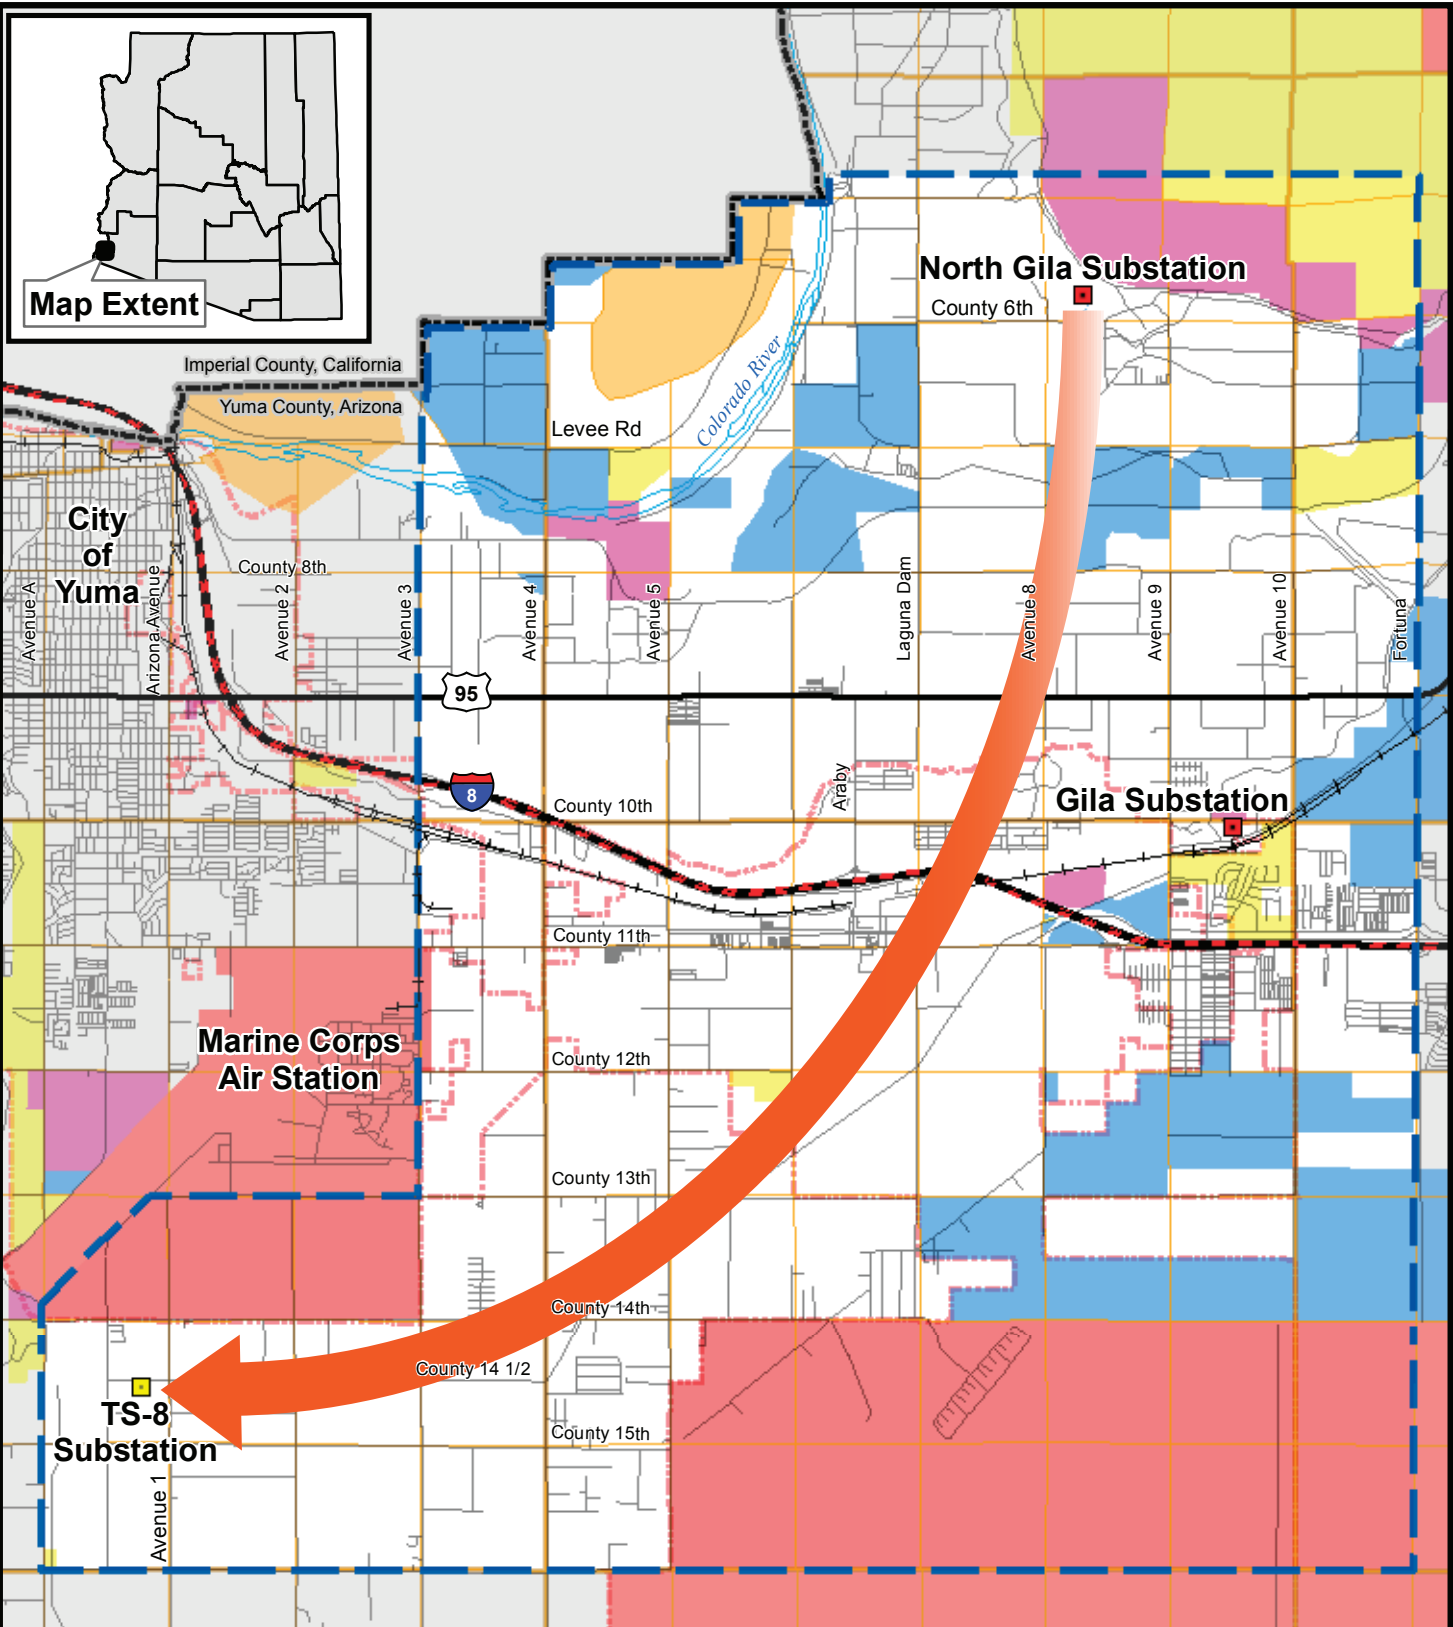 Map Extent
Imperial County, California
Yuma County, Arizona
North Gila Substation
County 6th
Colorado River
Levee Rd
City
of
Yuma
County 8th
Avenue A
Arizona Avenue
Avenue 2
Avenue 3
Avenue 4
Avenue 5
Laguna Dam
Avenue 8
Avenue 9
Avenue 10
Fortuna
95
8
County 10th
Araby
Gila Substation
County 11th
Marine Corps
Air Station
County 12th
County 13th
County 14th
County 14 1/2
TS-8
Substation
County 15th
Avenue 1